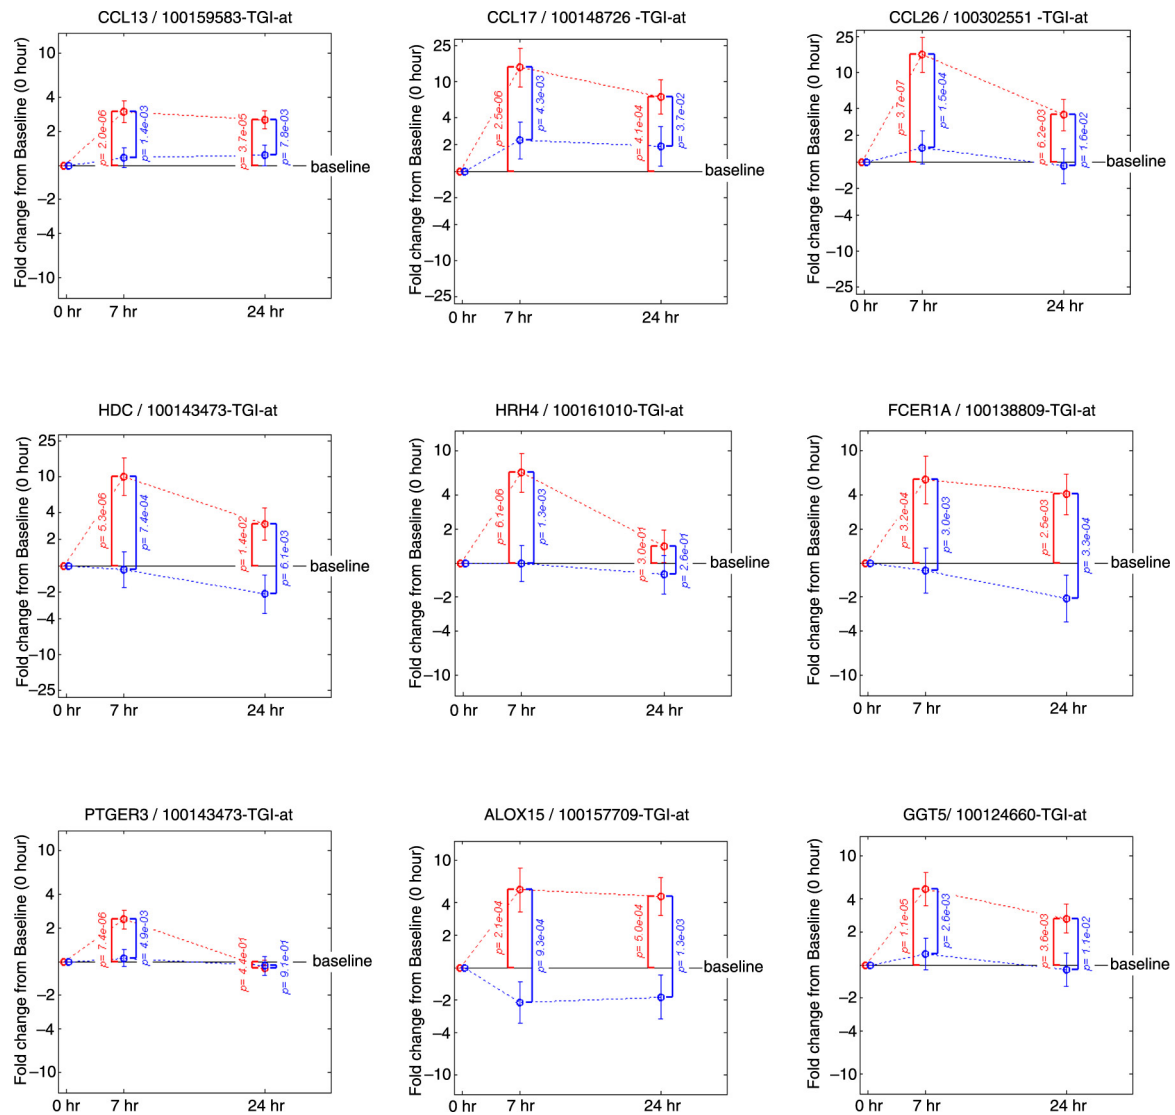 CCL13 / 100159583-TGI-at
Fold change from Baseline (0 hour)
10
4
2
−2
−4
−10
p= 2.0e-06
p= 1.4e-03
p= 3.7e-05
p= 7.8e-03
baseline
0 hr
7 hr
24 hr
CCL17 / 100148726 -TGI-at
Fold change from Baseline (0 hour)
25
10
4
2
−2
−4
−10
−25
p= 2.5e-06
p= 4.3e-03
p= 4.1e-04
p= 3.7e-02
baseline
0 hr
7 hr
24 hr
CCL26 / 100302551 -TGI-at
Fold change from Baseline (0 hour)
25
10
4
2
−2
−4
−10
−25
p= 3.7e-07
p= 1.5e-04
p= 6.2e-03
p= 1.6e-02
baseline
0 hr
7 hr
24 hr
HDC / 100143473-TGI-at
Fold change from Baseline (0 hour)
25
10
4
2
−2
−4
−10
−25
p= 5.3e-06
p= 7.4e-04
p= 1.4e-02
p= 6.1e-03
baseline
0 hr
7 hr
24 hr
HRH4 / 100161010-TGI-at
Fold change from Baseline (0 hour)
10
4
2
−2
−4
−10
p= 6.1e-06
p= 1.3e-03
p= 3.0e-01
p= 2.6e-01
baseline
0 hr
7 hr
24 hr
FCER1A / 100138809-TGI-at
Fold change from Baseline (0 hour)
10
4
2
−2
−4
−10
p= 3.2e-04
p= 3.0e-03
p= 2.5e-03
p= 3.3e-04
baseline
0 hr
7 hr
24 hr
PTGER3 / 100143473-TGI-at
Fold change from Baseline (0 hour)
10
4
2
−2
−4
−10
p= 7.4e-06
p= 4.9e-03
p= 4.4e-01
p= 9.1e-01
baseline
0 hr
7 hr
24 hr
ALOX15 / 100157709-TGI-at
Fold change from Baseline (0 hour)
10
4
2
−2
−4
−10
p= 2.1e-04
p= 9.3e-04
p= 5.0e-04
p= 1.3e-03
baseline
0 hr
7 hr
24 hr
GGT5/ 100124660-TGI-at
Fold change from Baseline (0 hour)
10
4
2
−2
−4
−10
p= 1.1e-05
p= 2.6e-03
p= 3.6e-03
p= 1.1e-02
baseline
0 hr
7 hr
24 hr